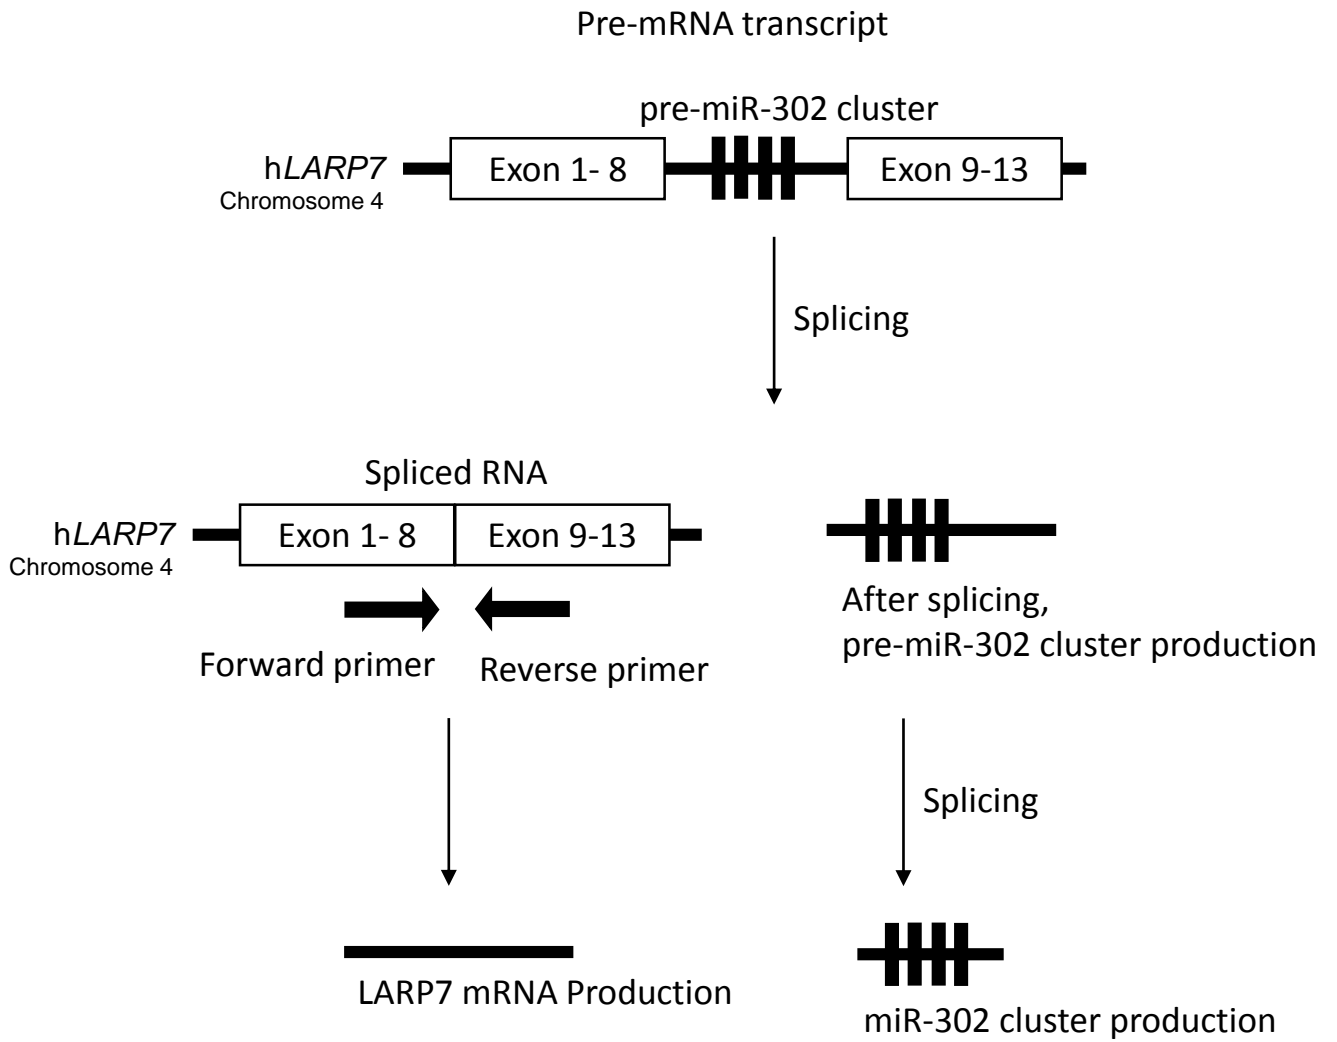 Pre-mRNA transcript
pre-miR-302 cluster
hLARP7
Chromosome 4
Exon 1- 8
Exon 9-13
Splicing
Spliced RNA
hLARP7
Chromosome 4
Exon 1- 8
Exon 9-13
After splicing,
pre-miR-302 cluster production
Forward primer
Reverse primer
Splicing
LARP7 mRNA Production
miR-302 cluster production